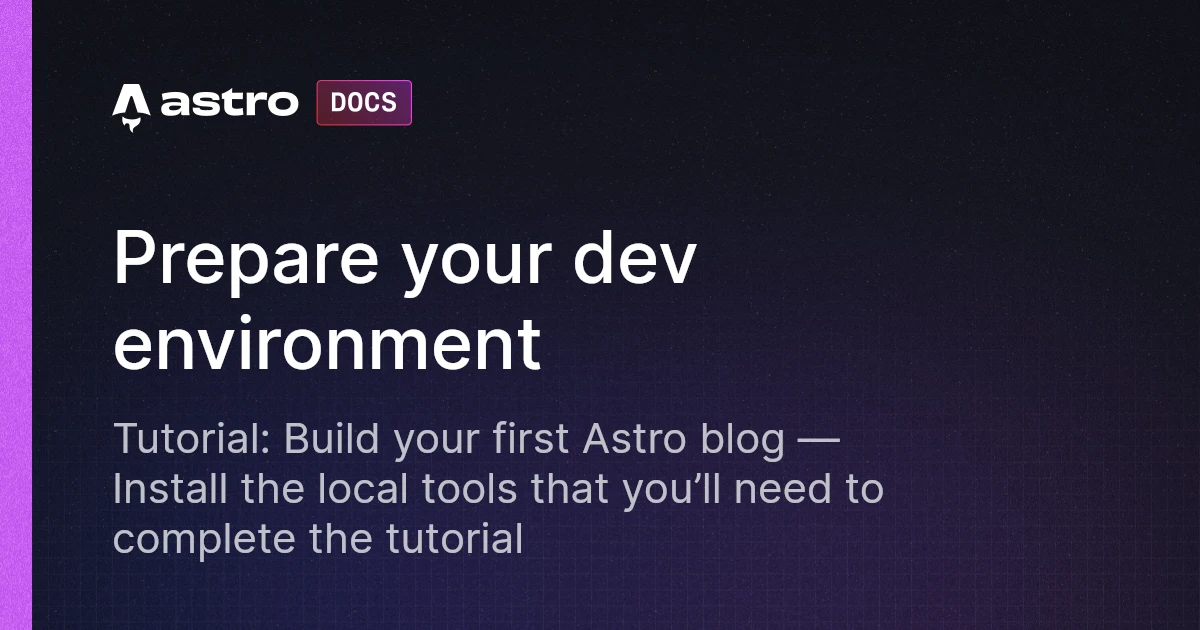 astro DOCS
Prepare your dev
environment
Tutorial: Build your first Astro blog —
Install the local tools that you’ll need to
complete the tutorial